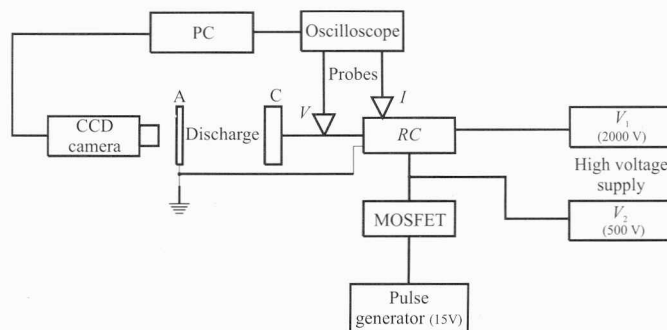 PC
Oscilloscope
Probes
A
C
V
I
CCD
camera
Discharge
RC
V₁
(2000 V)
High voltage
supply
MOSFET
V₂
(500 V)
Pulse
generator (15V)